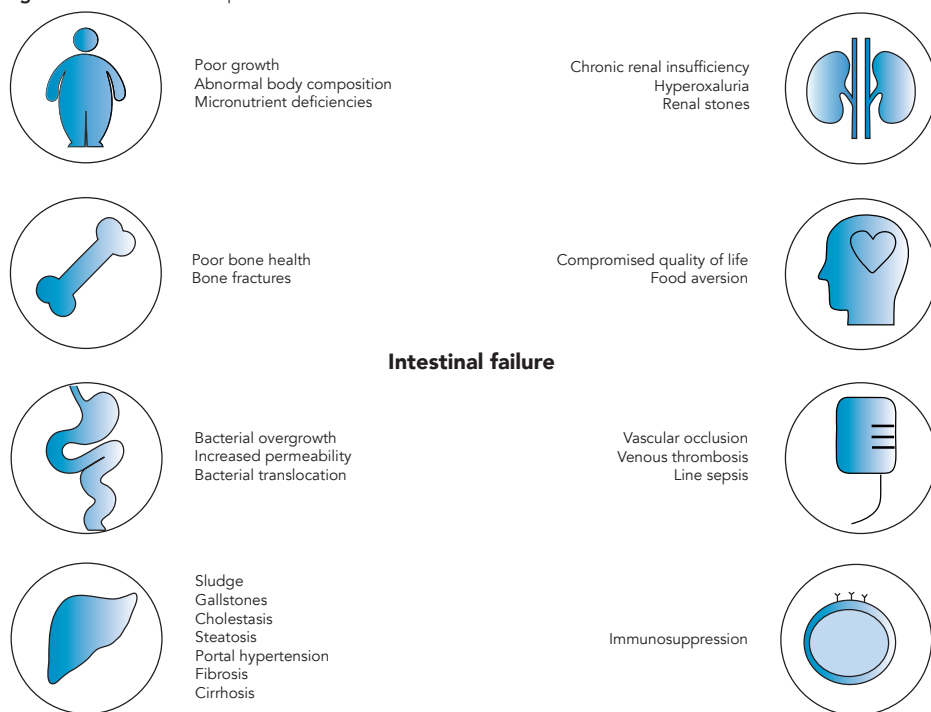 Poor growth
Abnormal body composition
Micronutrient deficiencies
Chronic renal insufficiency
Hyperoxaluria
Renal stones
Poor bone health
Bone fractures
Compromised quality of life
Food aversion
Intestinal failure
Bacterial overgrowth
Increased permeability
Bacterial translocation
Vascular occlusion
Venous thrombosis
Line sepsis
Sludge
Gallstones
Cholestasis
Steatosis
Portal hypertension
Fibrosis
Cirrhosis
Immunosuppression